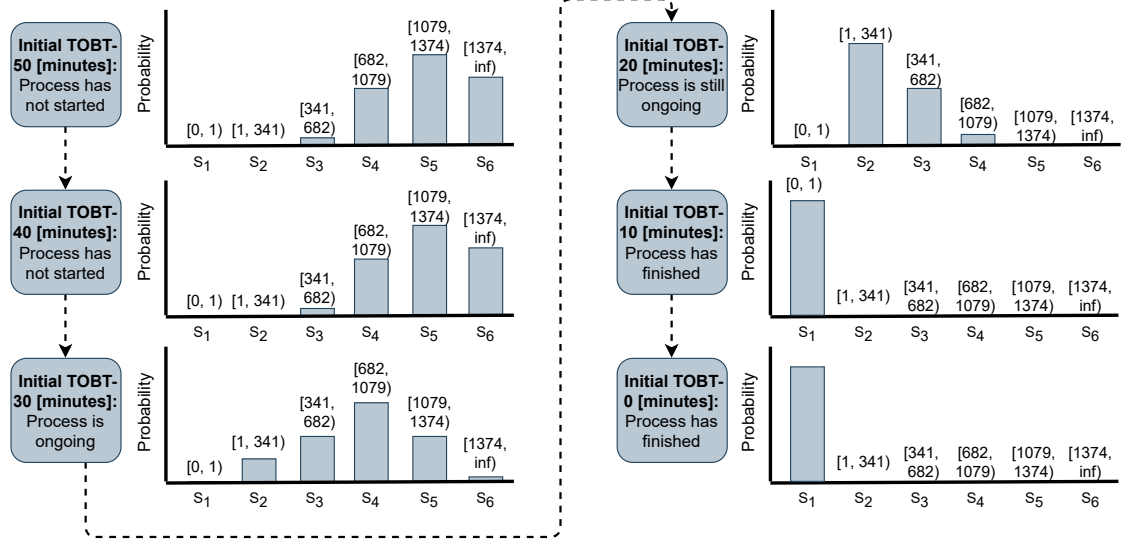 Initial TOBT-
50 [minutes]:
Process has
not started
Probability
[0, 1)
[1, 341)
[341,
682)
[682,
1079)
[1079,
1374)
[1374,
inf)
S1
S2
S3
S4
S5
S6
Initial TOBT-
40 [minutes]:
Process has
not started
Probability
[0, 1)
[1, 341)
[341,
682)
[682,
1079)
[1079,
1374)
[1374,
inf)
S1
S2
S3
S4
S5
S6
Initial TOBT-
30 [minutes]:
Process is
ongoing
Probability
[0, 1)
[1, 341)
[341,
682)
[682,
1079)
[1079,
1374)
[1374,
inf)
S1
S2
S3
S4
S5
S6
Initial TOBT-
20 [minutes]:
Process is still
ongoing
Probability
[0, 1)
[1, 341)
[341,
682)
[682,
1079)
[1079,
1374)
[1374,
inf)
S1
S2
S3
S4
S5
S6
Initial TOBT-
10 [minutes]:
Process has
finished
Probability
[0, 1)
[1, 341)
[341,
682)
[682,
1079)
[1079,
1374)
[1374,
inf)
S1
S2
S3
S4
S5
S6
Initial TOBT-
0 [minutes]:
Process has
finished
Probability
[1, 341)
[341,
682)
[682,
1079)
[1079,
1374)
[1374,
inf)
S1
S2
S3
S4
S5
S6